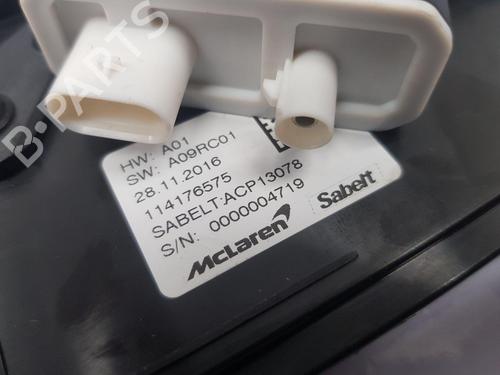 B-PARTS
HW: A01
SW: A09RC01
28.11.2016
114176575
SABELT:ACP13078
S/N: 0000004719
McLaren
Sabelt